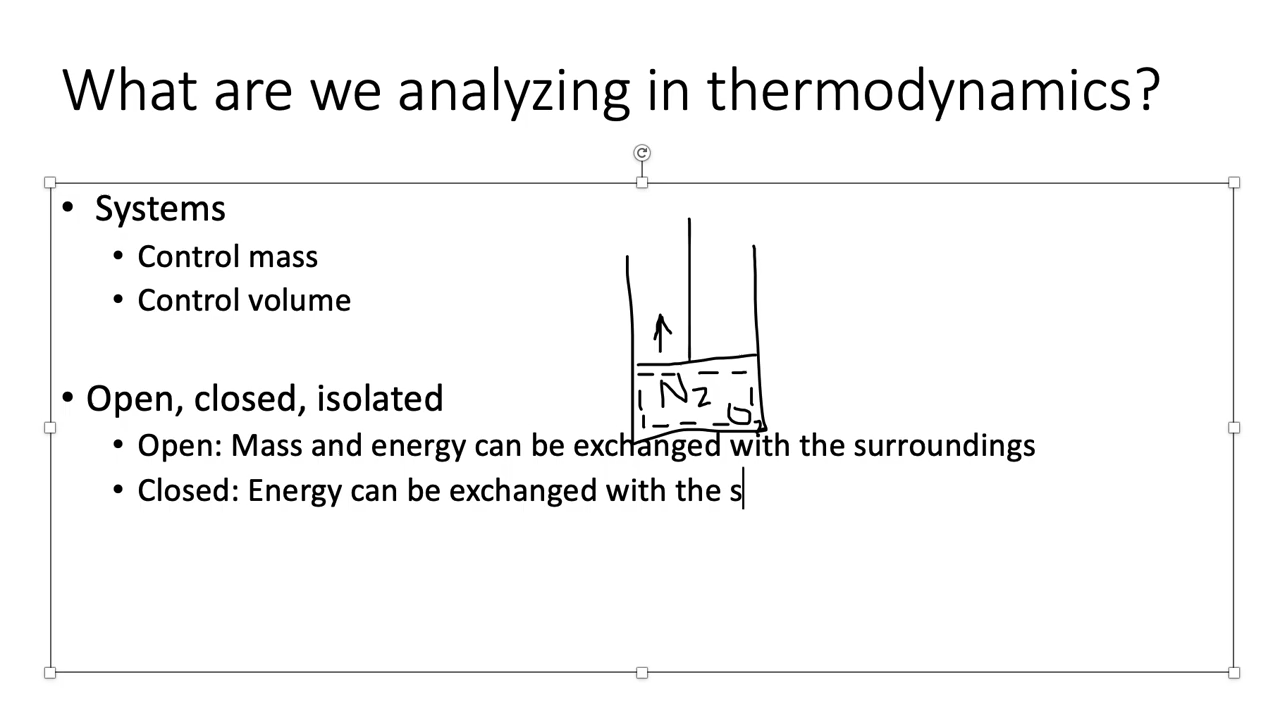 What are we analyzing in thermodynamics?
• Systems
• Control mass
• Control volume
N2
O2
• Open, closed, isolated
• Open: Mass and energy can be exchanged with the surroundings
• Closed: Energy can be exchanged with the s